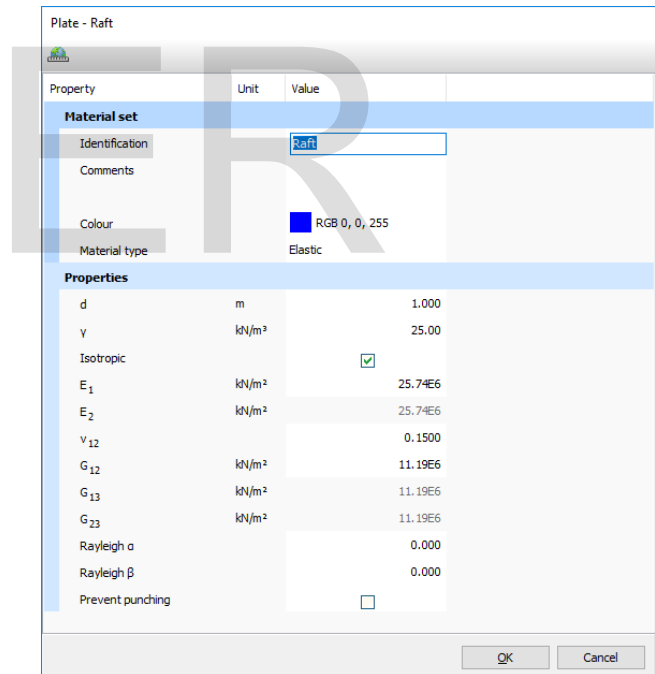 Plate - Raft
Property Unit Value
Material set
Identification Raft
Comments
Colour RGB 0, 0, 255
Material type Elastic
Properties
d m 1.000
γ kN/m³ 25.00
Isotropic
E1 kN/m² 25.74E6
E2 kN/m² 25.74E6
ν12 0.1500
G12 kN/m² 11.19E6
G13 kN/m² 11.19E6
G23 kN/m² 11.19E6
Rayleigh α 0.000
Rayleigh β 0.000
Prevent punching
OK Cancel
ER